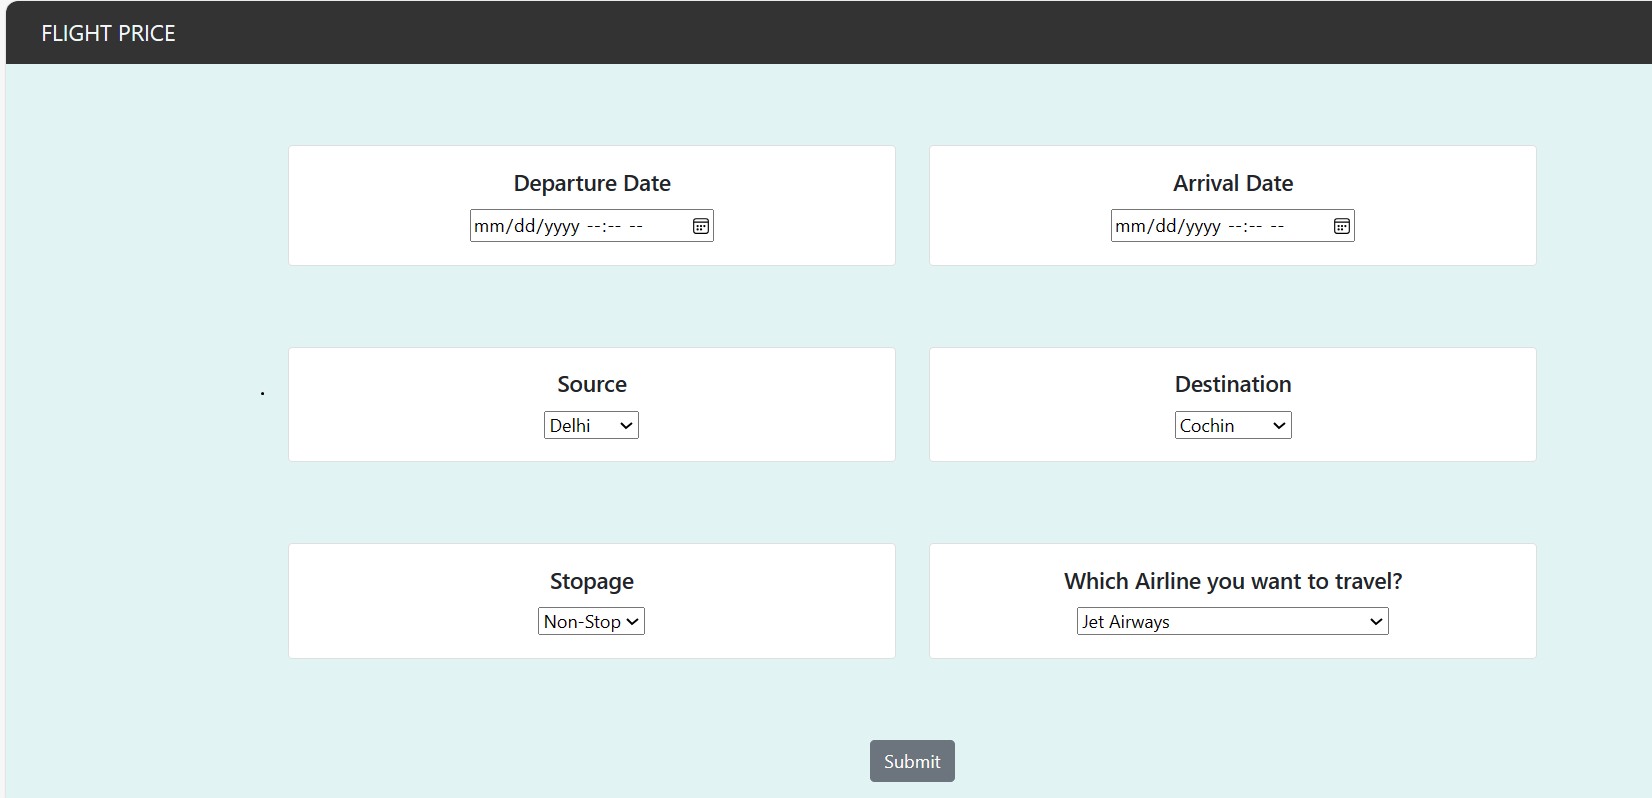 FLIGHT PRICE
Departure Date
mm/dd/yyyy --:-- --
Arrival Date
mm/dd/yyyy --:-- --
.
Source
Delhi
Destination
Cochin
Stopage
Non-Stop
Which Airline you want to travel?
Jet Airways
Submit